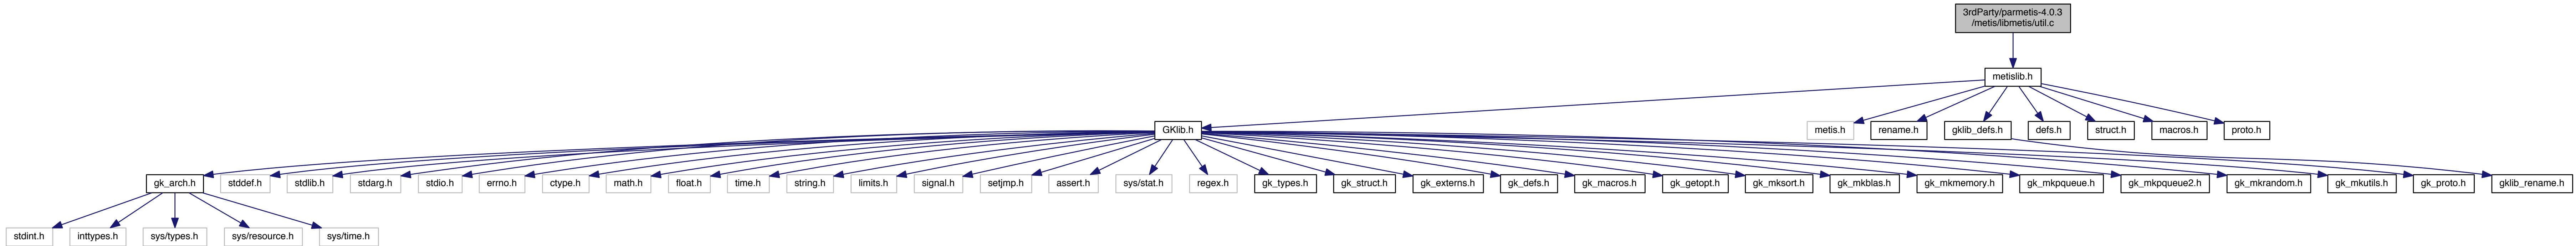 3rdParty/parmetis-4.0.3
/metis/libmetis/util.c
metislib.h
GKlib.h
metis.h
rename.h
gklib_defs.h
defs.h
struct.h
macros.h
proto.h
gk_arch.h
stddef.h
stdlib.h
stdarg.h
stdio.h
errno.h
ctype.h
math.h
float.h
time.h
string.h
limits.h
signal.h
setjmp.h
assert.h
sys/stat.h
regex.h
gk_types.h
gk_struct.h
gk_externs.h
gk_defs.h
gk_macros.h
gk_getopt.h
gk_mksort.h
gk_mkblas.h
gk_mkmemory.h
gk_mkpqueue.h
gk_mkpqueue2.h
gk_mkrandom.h
gk_mkutils.h
gk_proto.h
gklib_rename.h
stdint.h
inttypes.h
sys/types.h
sys/resource.h
sys/time.h